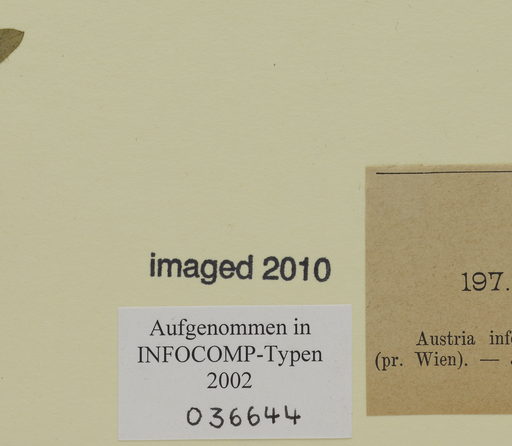 imaged 2010
Aufgenommen in
INFOCOMP-Typen
2002
036644
197.
Austria
(pr. Wien). —